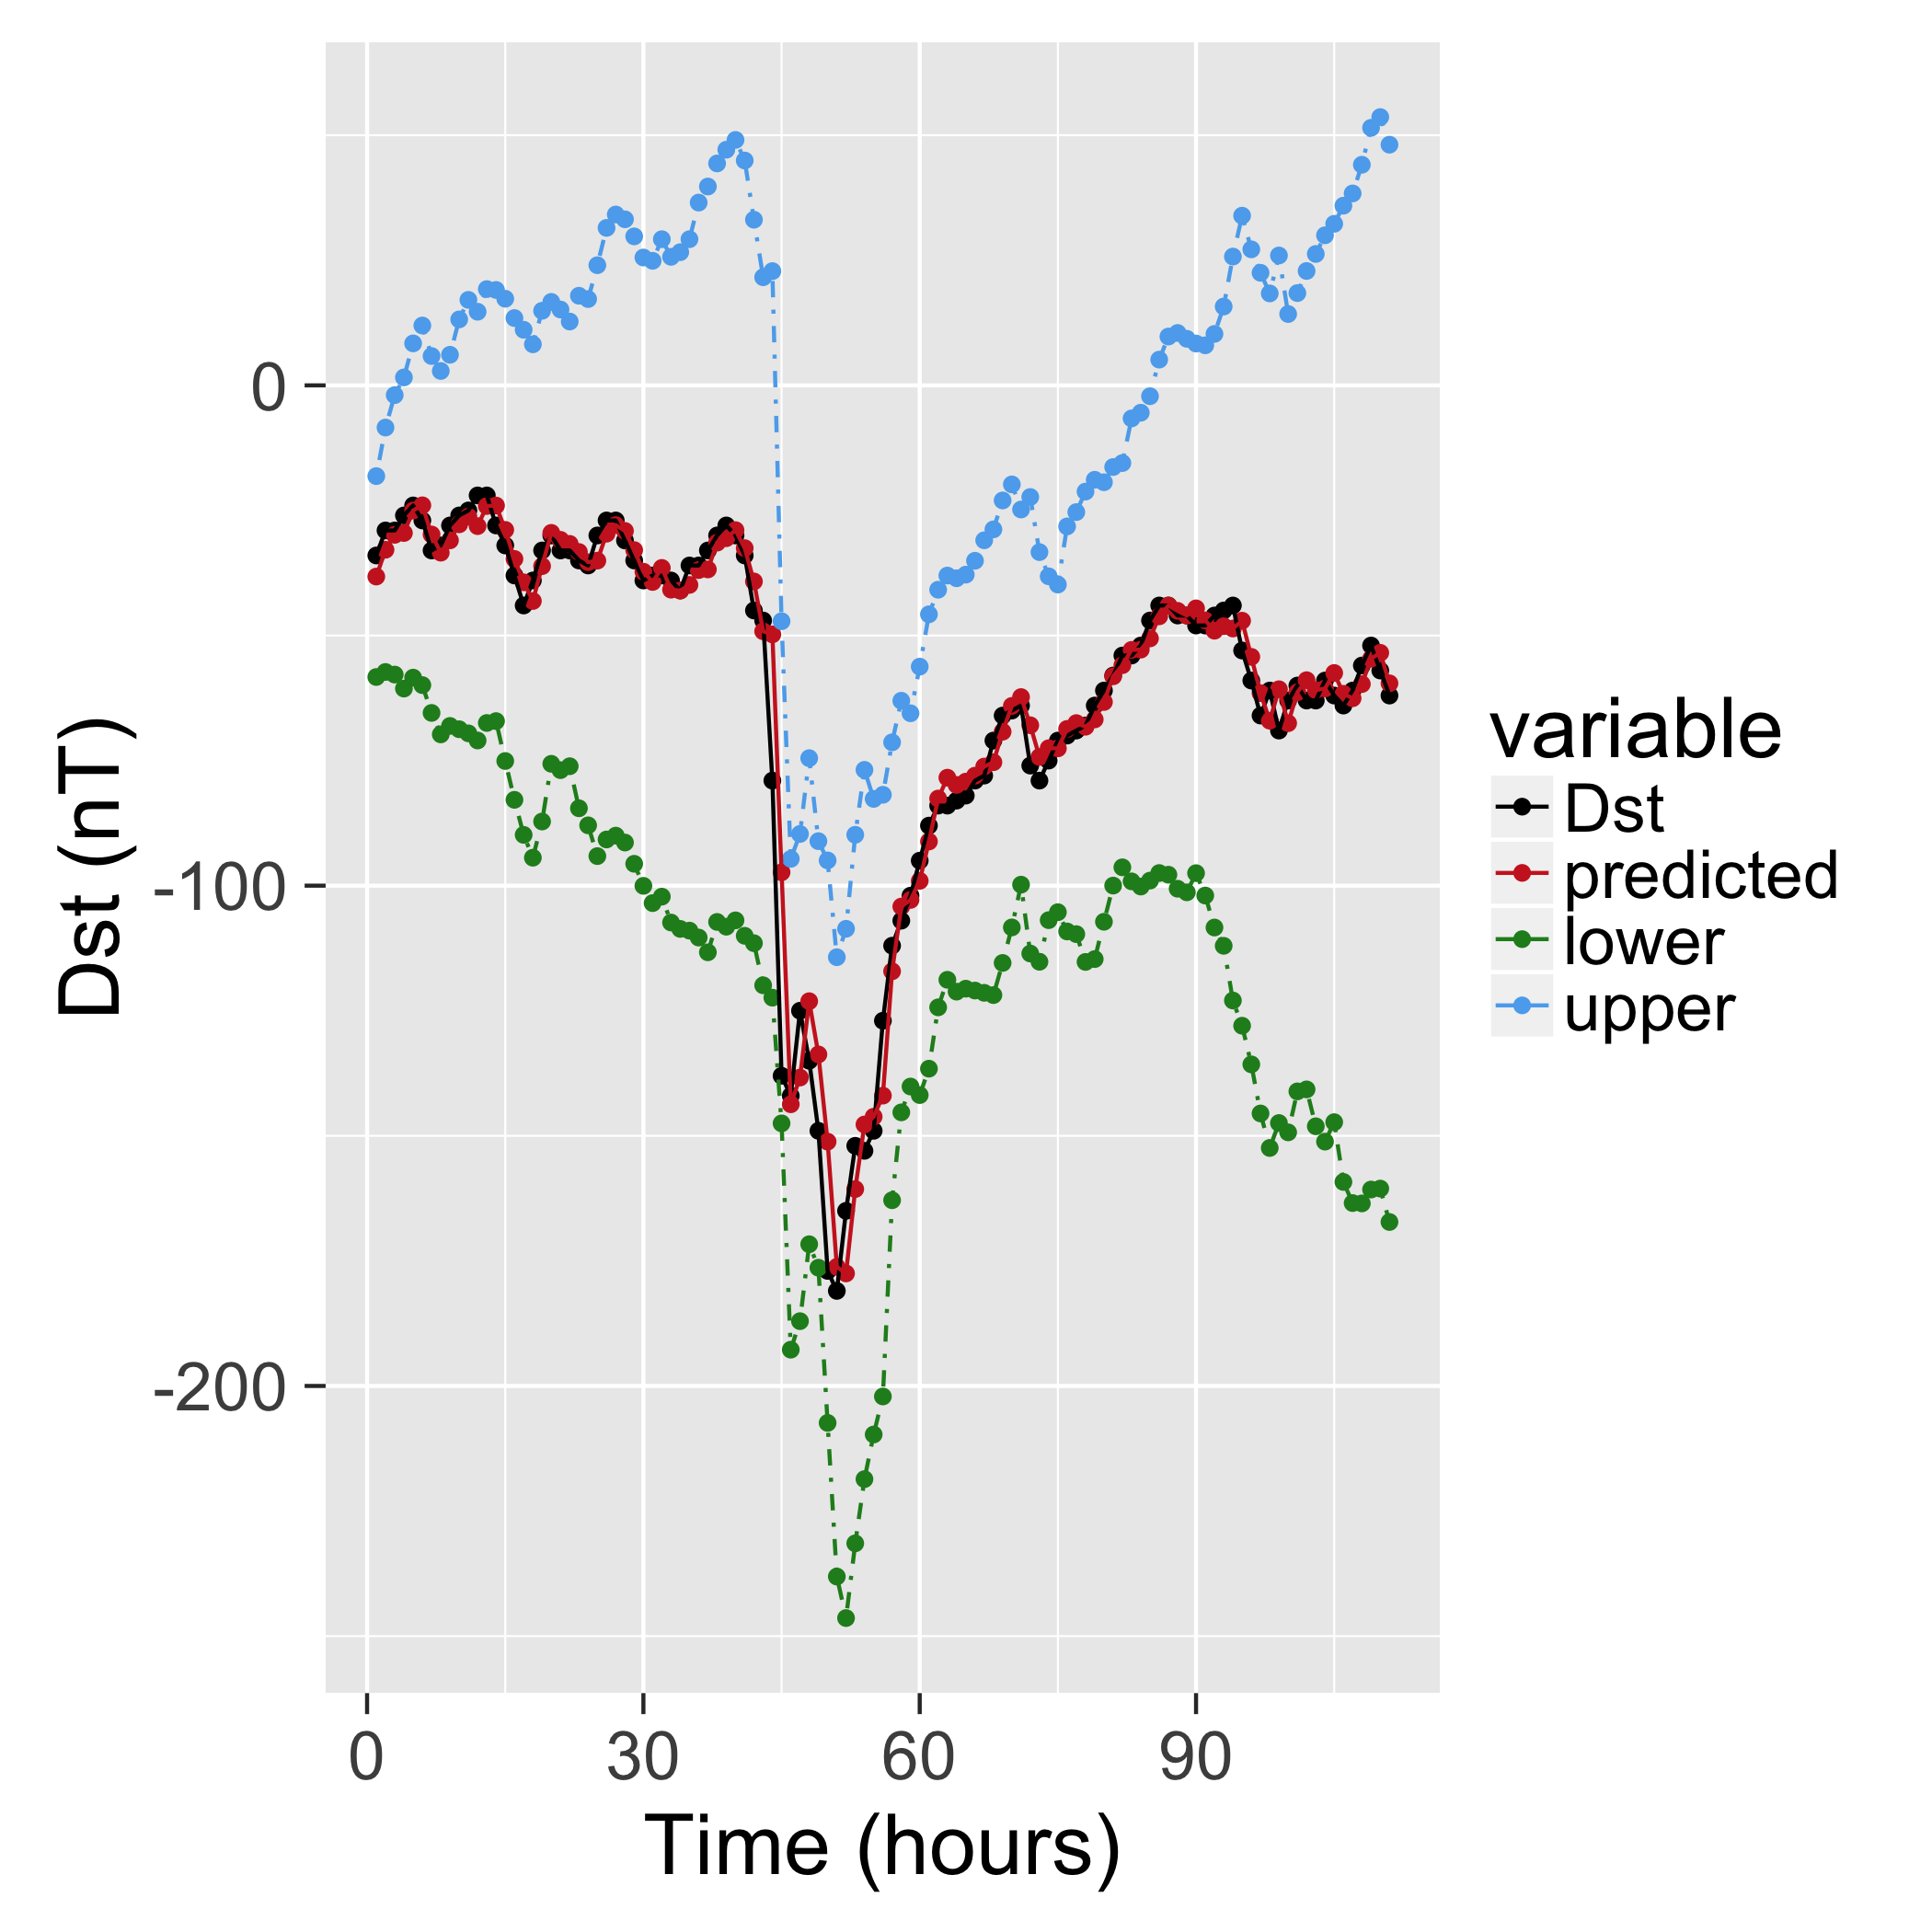 Dst (nT)
0
-100
-200
0 30 60 90
Time (hours)
variable
Dst
predicted
lower
upper